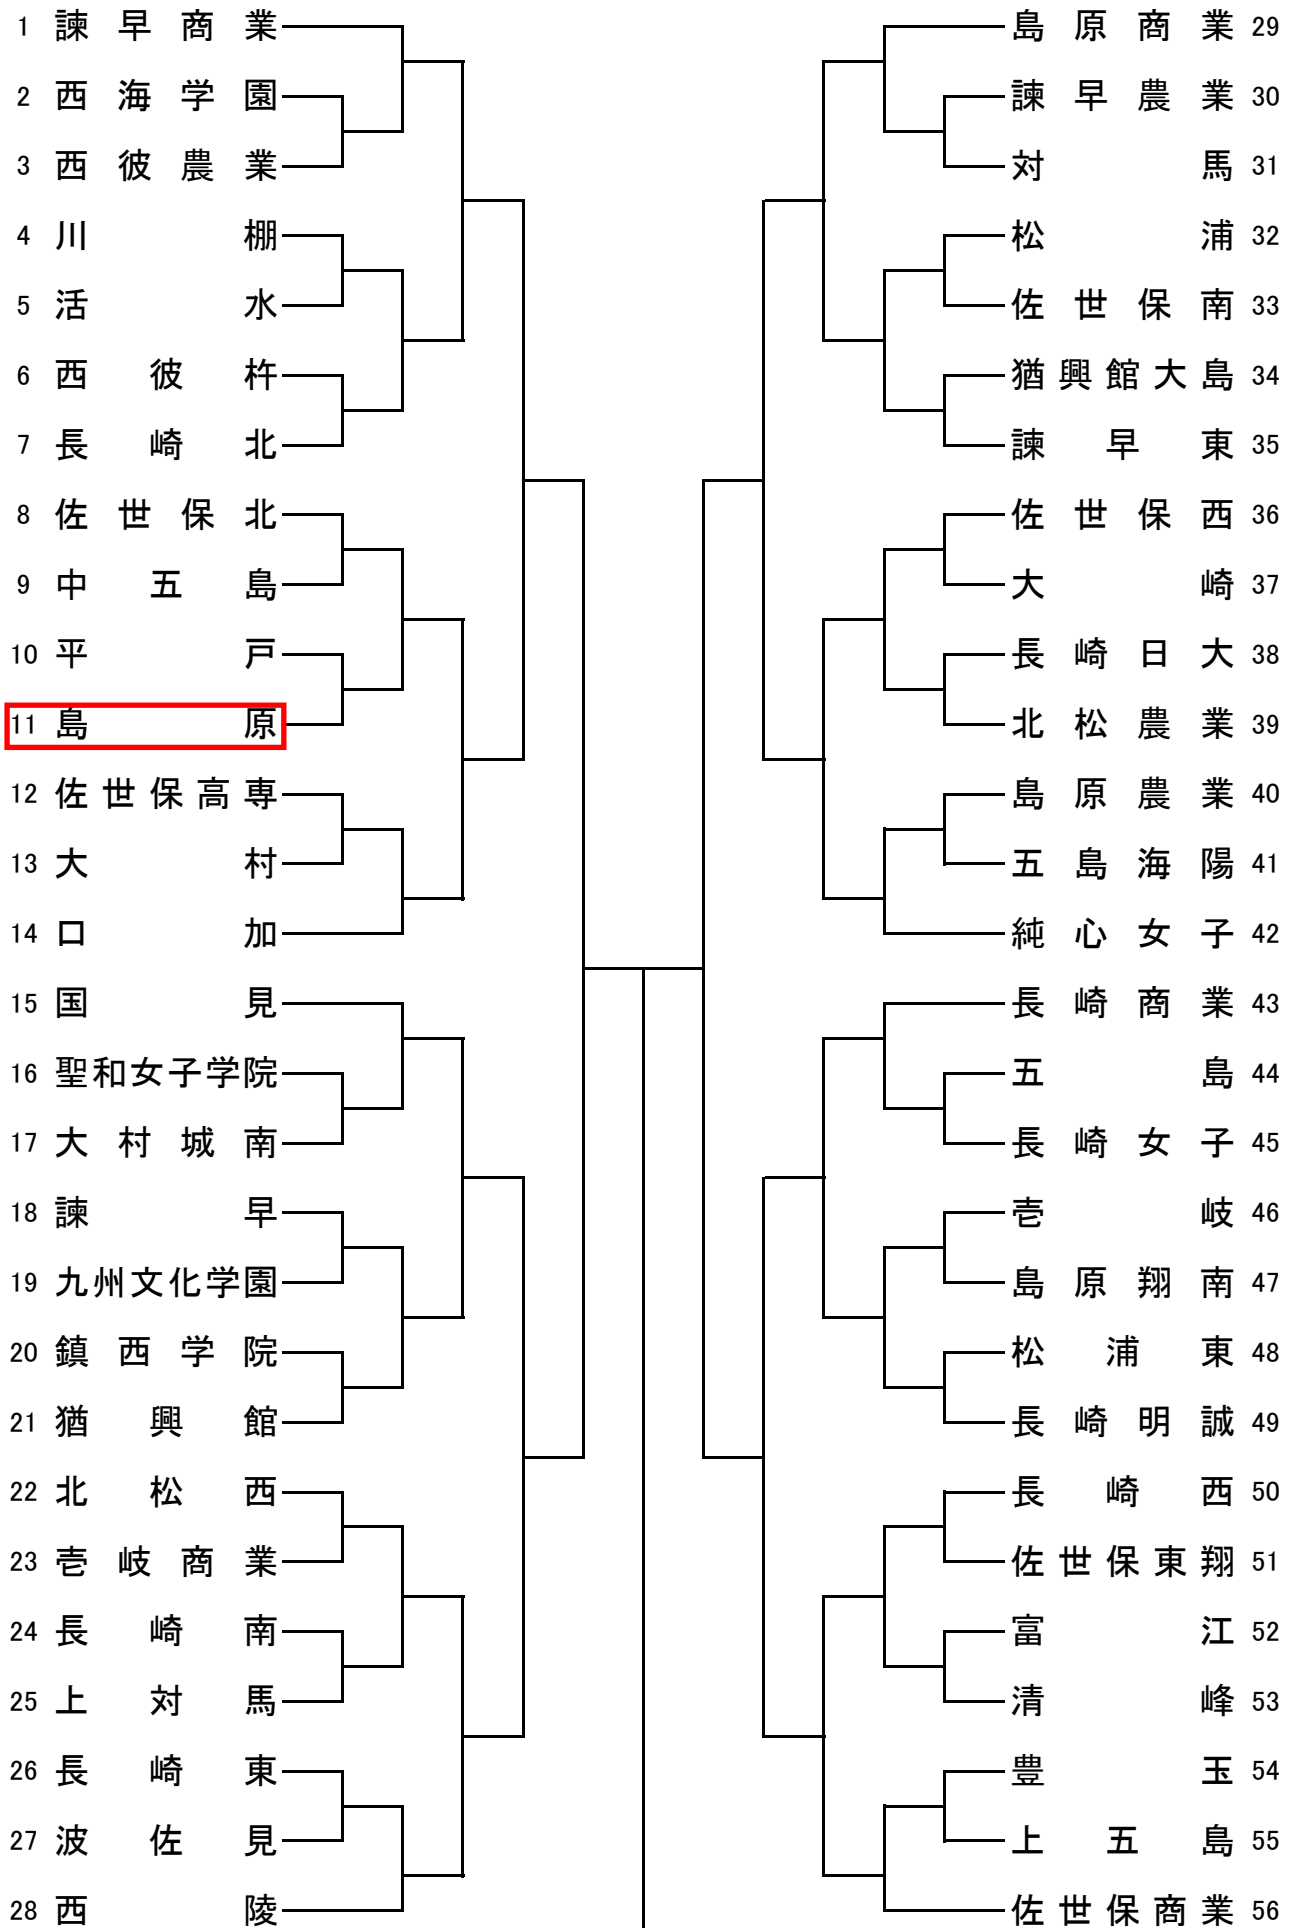 1 諫早商業
2 西海学園
3 西彼農業
4 川棚
5 活水
6 西彼杵
7 長崎北
8 佐世保北
9 中五島
10 平戸
11 島原
12 佐世保高専
13 大村
14 口加
15 国見
16 聖和女子学院
17 大村城南
18 諫早
19 九州文化学園
20 鎮西学院
21 猶興館
22 北松西
23 壱岐商業
24 長崎南
25 上対馬
26 長崎東
27 波佐見
28 西陵
島原商業 29
諫早農業 30
対馬 31
松浦 32
佐世保南 33
猶興館大島 34
諫早東 35
佐世保西 36
大崎 37
長崎日大 38
北松農業 39
島原農業 40
五島海陽 41
純心女子 42
長崎商業 43
五島 44
長崎女子 45
壱岐 46
島原翔南 47
松浦東 48
長崎明誠 49
長崎西 50
佐世保東翔 51
富江 52
清峰 53
豊玉 54
上五島 55
佐世保商業 56